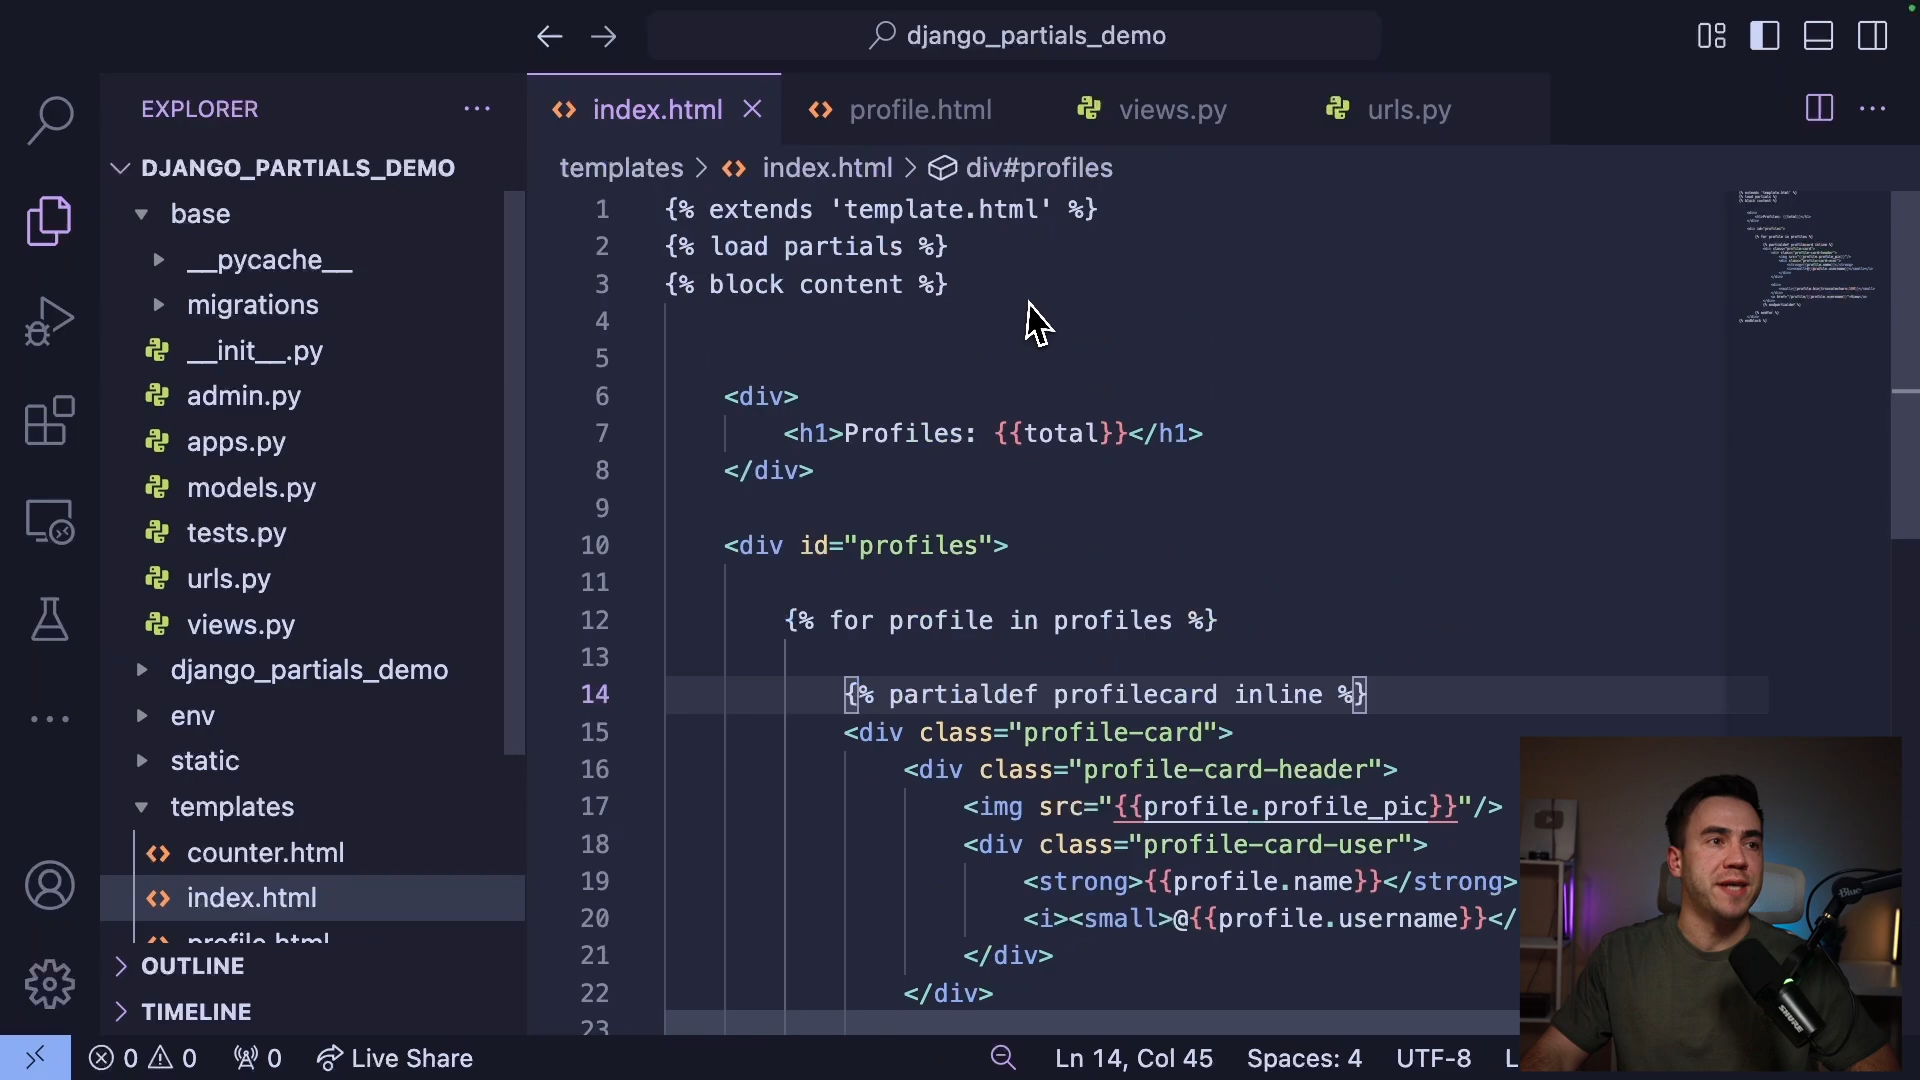 django_partials_demo
EXPLORER
DJANGO_PARTIALS_DEMO
base
__pycache__
migrations
__init__.py
admin.py
apps.py
models.py
tests.py
urls.py
views.py
django_partials_demo
env
static
templates
counter.html
index.html
profile.html
OUTLINE
TIMELINE
index.html
profile.html
views.py
urls.py
templates > index.html > div#profiles
1 {% extends 'template.html' %}
2 {% load partials %}
3 {% block content %}
4
5
6 <div>
7 <h1>Profiles: {{total}}</h1>
8 </div>
9
10 <div id="profiles">
11
12 {% for profile in profiles %}
13
14 {% partialdef profilecard inline %}
15 <div class="profile-card">
16 <div class="profile-card-header">
17 <img src="{{profile.profile_pic}}"/>
18 <div class="profile-card-user">
19 <strong>{{profile.name}}</strong>
20 <i><small>@{{profile.username}}</
21 </div>
22 </div>
23
0 0 0 Live Share
Ln 14, Col 45 Spaces: 4 UTF-8 L
Blue
SHURE